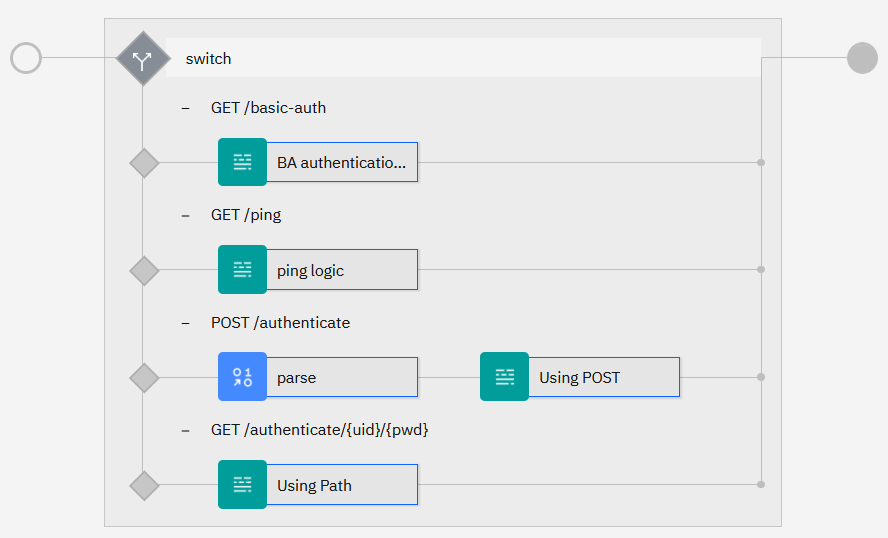 switch
– GET /basic-auth
BA authenticatio...
– GET /ping
ping logic
– POST /authenticate
parse
Using POST
– GET /authenticate/{uid}/{pwd}
Using Path